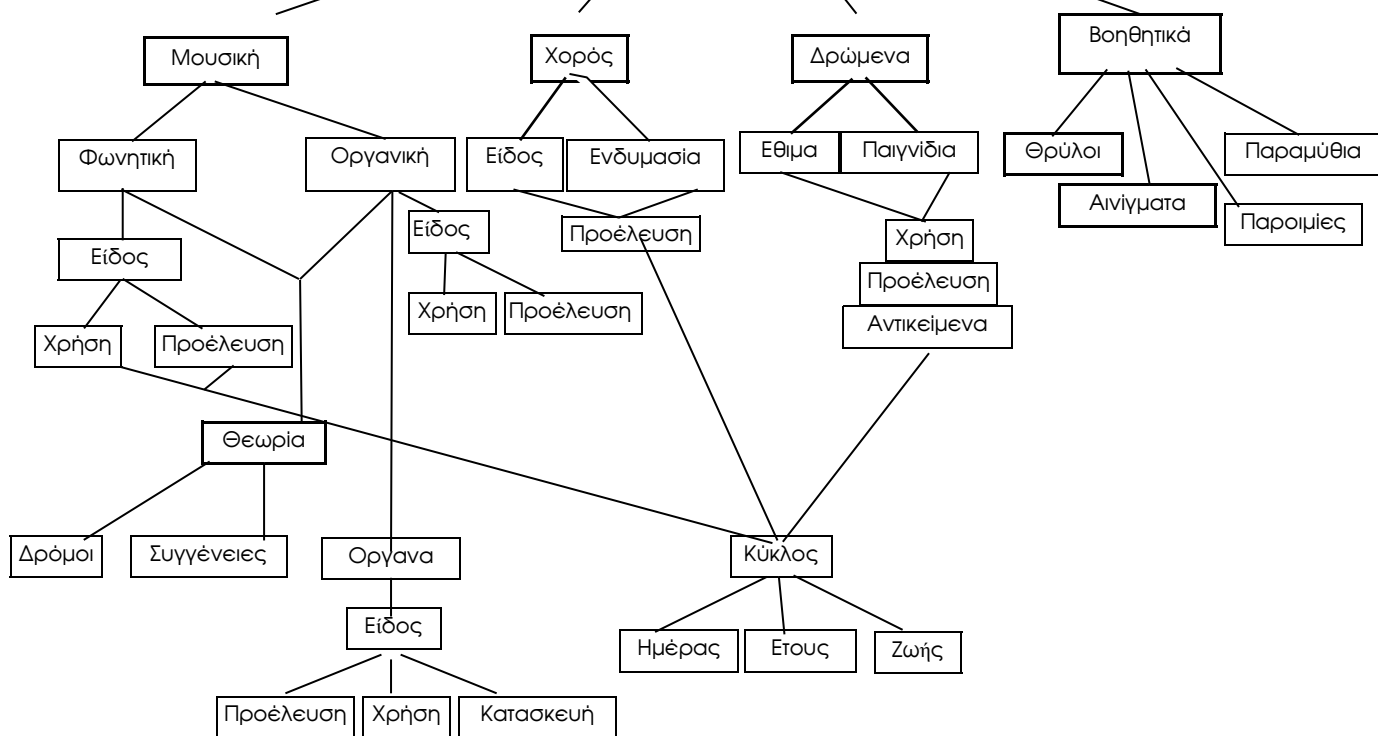 Μουσική
Χορός
Δρώμενα
Βοηθητικά
Φωνητική
Οργανική
Είδος
Ενδυμασία
Εθιμα
Παιγνίδια
Θρύλοι
Παραμύθια
Αινίγματα
Παροιμίες
Είδος
Είδος
Προέλευση
Χρήση
Προέλευση
Αντικείμενα
Χρήση
Προέλευση
Χρήση
Προέλευση
Θεωρία
Δρόμοι
Συγγένειες
Οργανα
Κύκλος
Είδος
Ημέρας
Ετους
Ζωής
Προέλευση
Χρήση
Κατασκευή